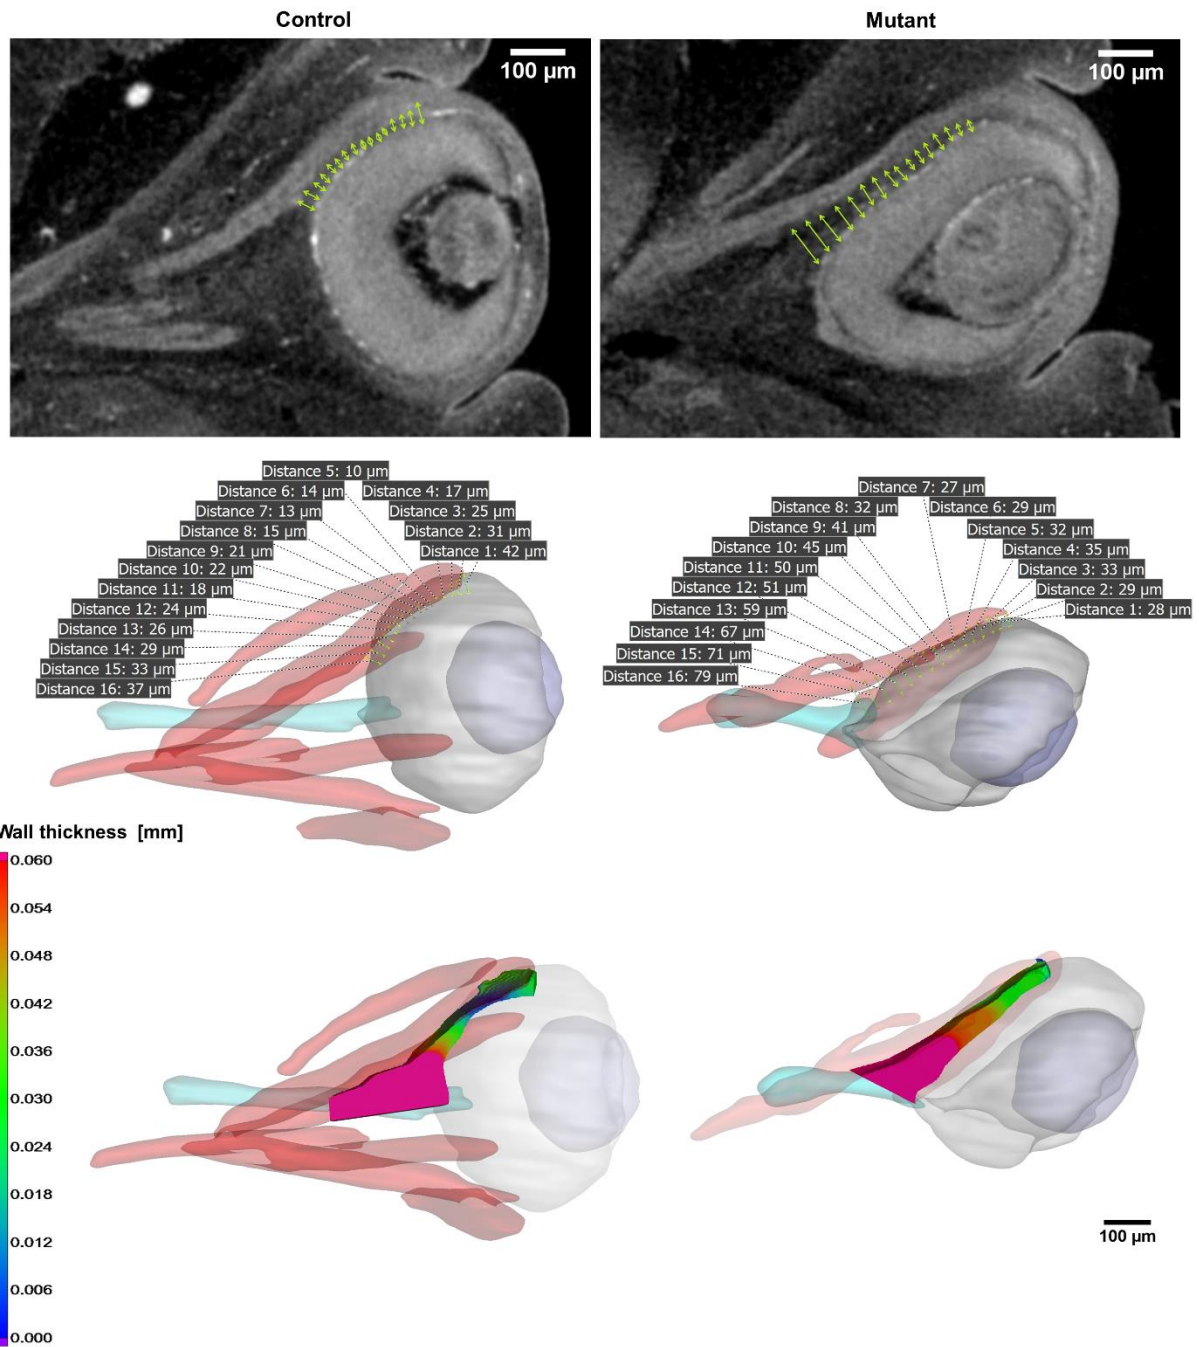 Control
Mutant
100 µm
100 µm
Distance 5: 10 µm
Distance 6: 14 µm
Distance 4: 17 µm
Distance 7: 13 µm
Distance 3: 25 µm
Distance 8: 15 µm
Distance 2: 31 µm
Distance 9: 21 µm
Distance 1: 42 µm
Distance 10: 22 µm
Distance 11: 18 µm
Distance 12: 24 µm
Distance 13: 26 µm
Distance 14: 29 µm
Distance 15: 33 µm
Distance 16: 37 µm
Distance 7: 27 µm
Distance 8: 32 µm
Distance 6: 29 µm
Distance 9: 41 µm
Distance 5: 32 µm
Distance 10: 45 µm
Distance 4: 35 µm
Distance 11: 50 µm
Distance 3: 33 µm
Distance 12: 51 µm
Distance 2: 29 µm
Distance 13: 59 µm
Distance 1: 28 µm
Distance 14: 67 µm
Distance 15: 71 µm
Distance 16: 79 µm
Wall thickness [mm]
0.060
0.054
0.048
0.042
0.036
0.030
0.024
0.018
0.012
0.006
0.000
100 µm